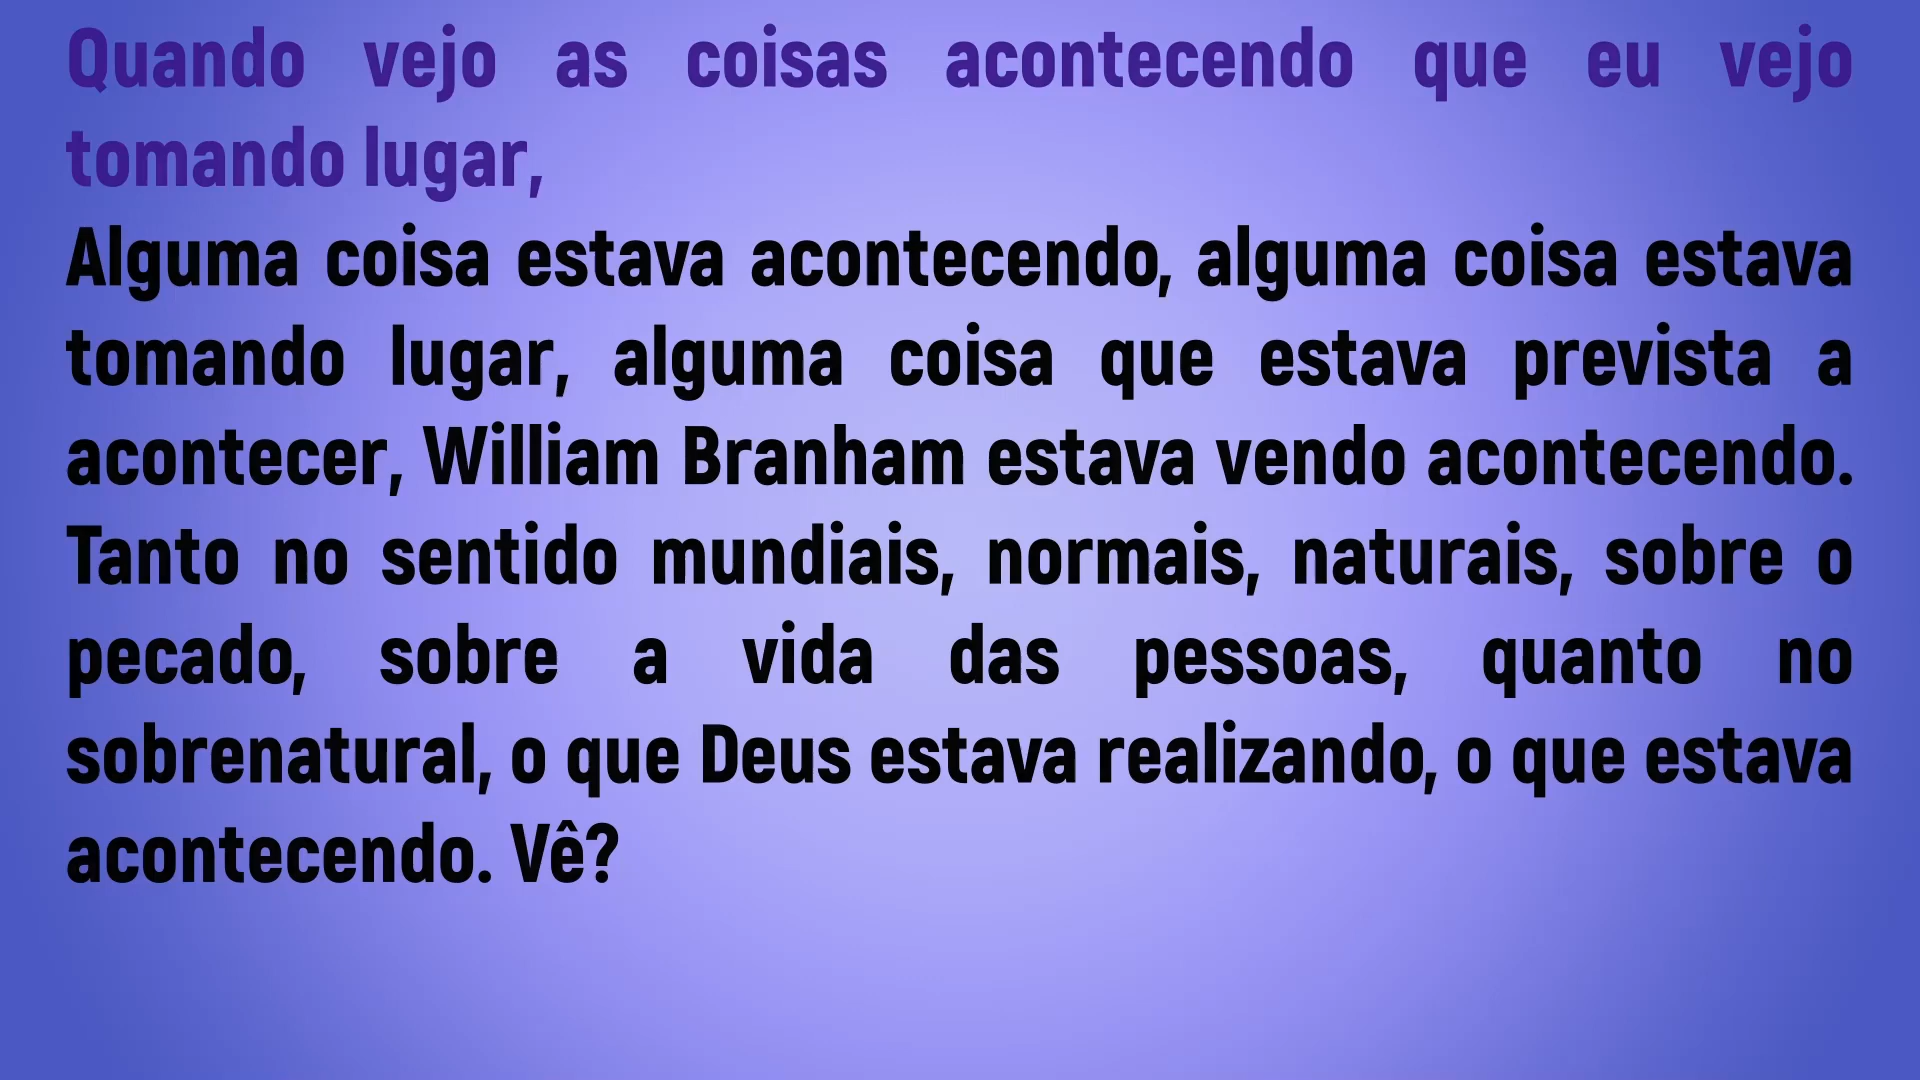 Quando vejo as coisas acontecendo que eu vejo
tomando lugar,
Alguma coisa estava acontecendo, alguma coisa estava
tomando lugar, alguma coisa que estava prevista a
acontecer, William Branham estava vendo acontecendo.
Tanto no sentido mundiais, normais, naturais, sobre o
pecado, sobre a vida das pessoas, quanto no
sobrenatural, o que Deus estava realizando, o que estava
acontecendo. Vê?